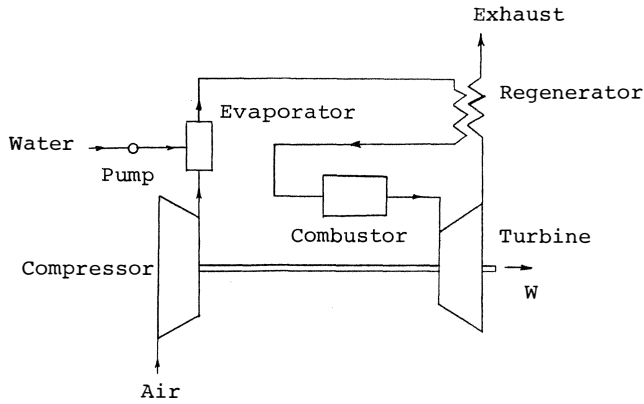 Exhaust
Regenerator
Evaporator
Water
Pump
Combustor
Turbine
Compressor
W
Air